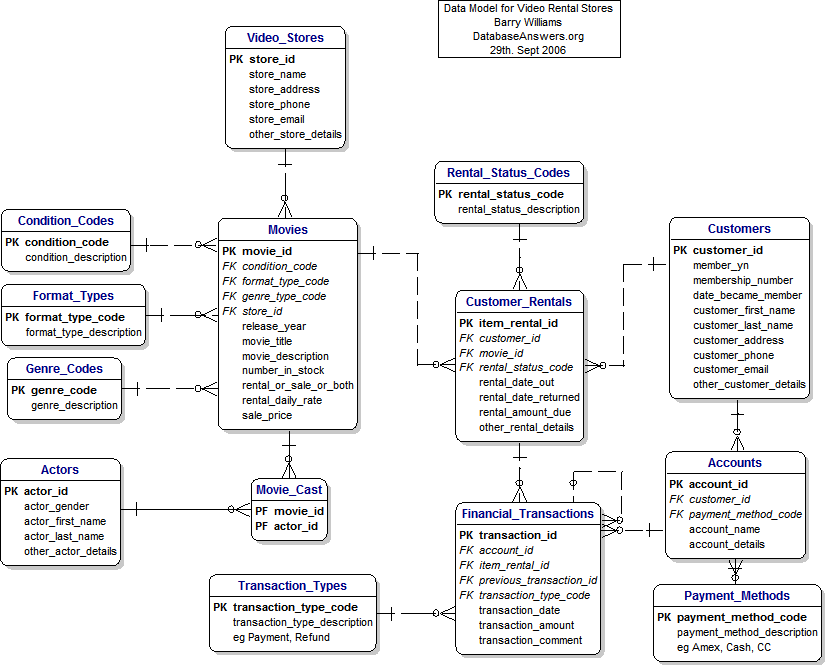 Data Model for Video Rental Stores
Barry Williams
DatabaseAnswers.org
29th. Sept 2006
Video_Stores
PK store_id
store_name
store_address
store_phone
store_email
other_store_details
Rental_Status_Codes
PK rental_status_code
rental_status_description
Condition_Codes
PK condition_code
condition_description
Format_Types
PK format_type_code
format_type_description
Genre_Codes
PK genre_code
genre_description
Movies
PK movie_id
FK condition_code
FK format_type_code
FK genre_type_code
FK store_id
release_year
movie_title
movie_description
number_in_stock
rental_or_sale_or_both
rental_daily_rate
sale_price
Customer_Rentals
PK item_rental_id
FK customer_id
FK movie_id
FK rental_status_code
rental_date_out
rental_date_returned
rental_amount_due
other_rental_details
Customers
PK customer_id
member_yn
membership_number
date_became_member
customer_first_name
customer_last_name
customer_address
customer_phone
customer_email
other_customer_details
Actors
PK actor_id
actor_gender
actor_first_name
actor_last_name
other_actor_details
Movie_Cast
PF movie_id
PF actor_id
Financial_Transactions
PK transaction_id
FK account_id
FK item_rental_id
FK previous_transaction_id
FK transaction_type_code
transaction_date
transaction_amount
transaction_comment
Accounts
PK account_id
FK customer_id
FK payment_method_code
account_name
account_details
Transaction_Types
PK transaction_type_code
transaction_type_description
eg Payment, Refund
Payment_Methods
PK payment_method_code
payment_method_description
eg Amex, Cash, CC